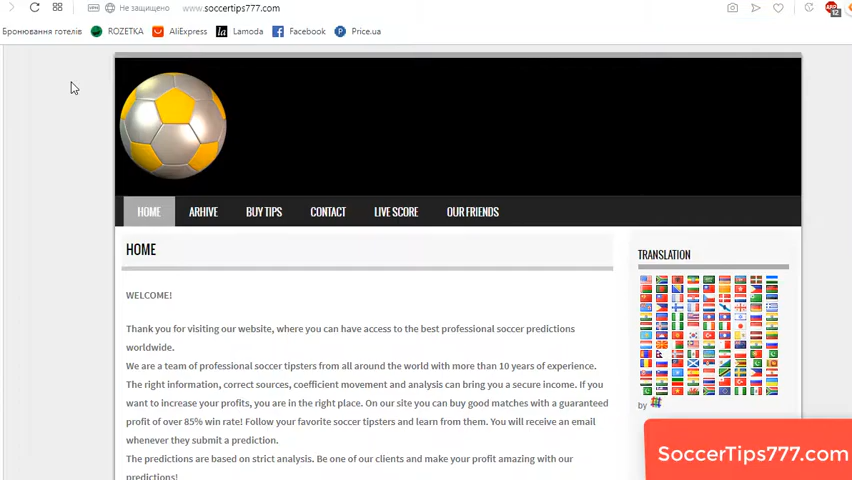 Не защищено www.soccertips777.com
Бронювання готелів ROZETKA AliExpress la Lamoda Facebook P Price.ua
HOME ARHIVE BUY TIPS CONTACT LIVE SCORE OUR FRIENDS
HOME
TRANSLATION
WELCOME!
Thank you for visiting our website, where you can have access to the best professional soccer predictions
worldwide.
We are a team of professional soccer tipsters from all around the world with more than 10 years of experience.
The right information, correct sources, coefficient movement and analysis can bring you a secure income. If you
want to increase your profits, you are in the right place. On our site you can buy good matches with a guaranteed
profit of over 85% win rate! Follow your favorite soccer tipsters and learn from them. You will receive an email
whenever they submit a prediction.
The predictions are based on strict analysis. Be one of our clients and make your profit amazing with our
predictions!
by
SoccerTips777.com